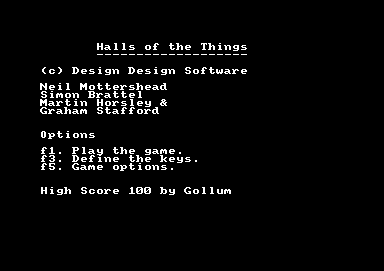 Halls of the Things
(c) Design Design Software
Neil Mottershead
Simon Brattel
Martin Horsley &
Graham Stafford
Options
f1. Play the game.
f3. Define the keys.
f5. Game options.
High Score 100 by Gollum